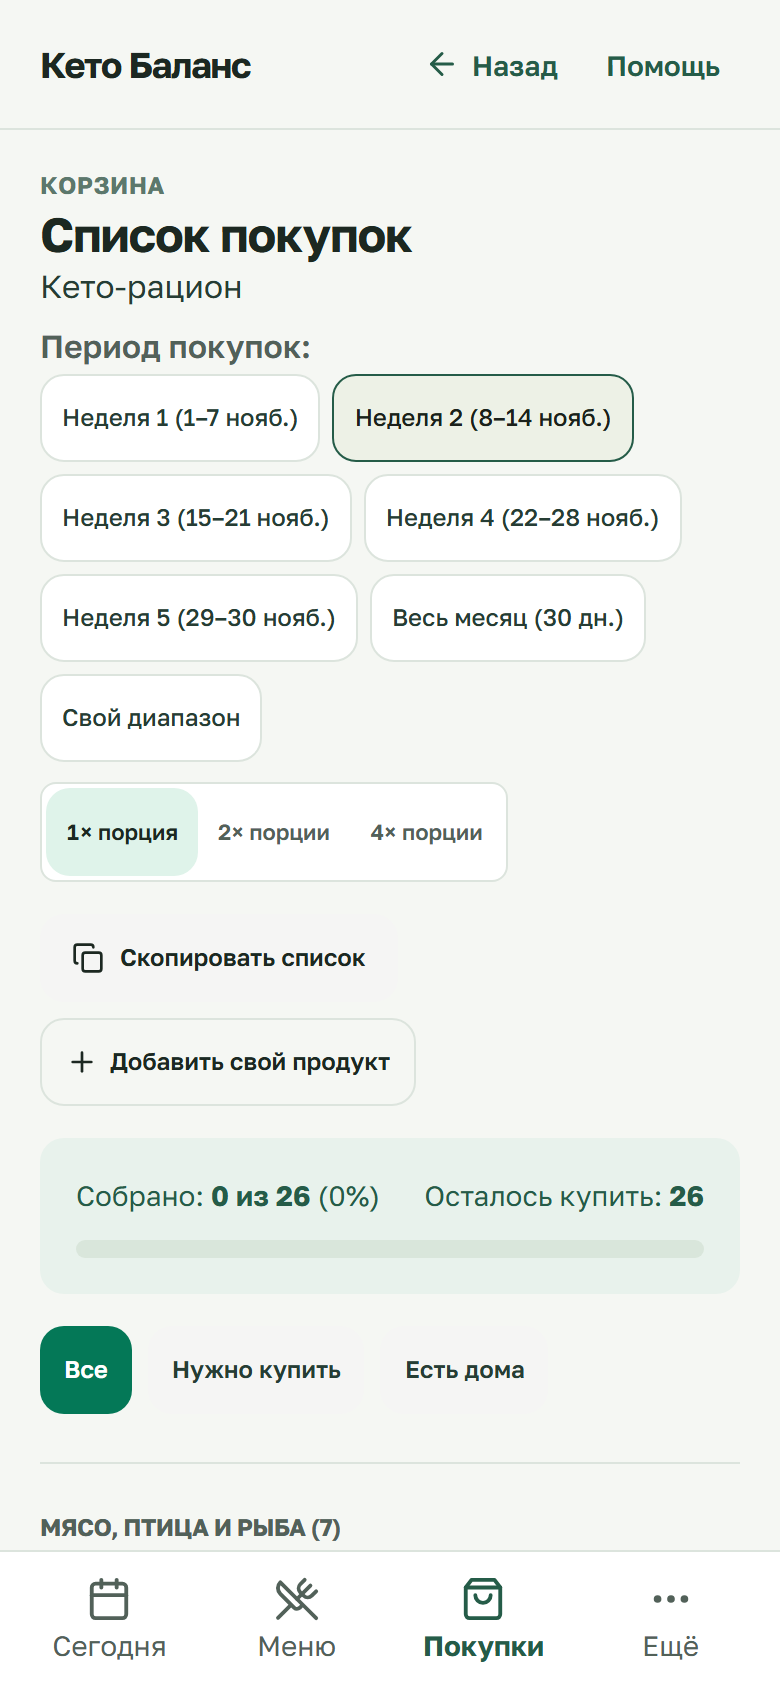 Кето Баланс
Назад
Помощь
КОРЗИНА
Список покупок
Кето-рацион
Период покупок:
Неделя 1 (1–7 нояб.)
Неделя 2 (8–14 нояб.)
Неделя 3 (15–21 нояб.)
Неделя 4 (22–28 нояб.)
Неделя 5 (29–30 нояб.)
Весь месяц (30 дн.)
Свой диапазон
1× порция
2× порции
4× порции
Скопировать список
Добавить свой продукт
Собрано: 0 из 26 (0%)
Осталось купить: 26
Все
Нужно купить
Есть дома
МЯСО, ПТИЦА И РЫБА (7)
Сегодня
Меню
Покупки
Ещё